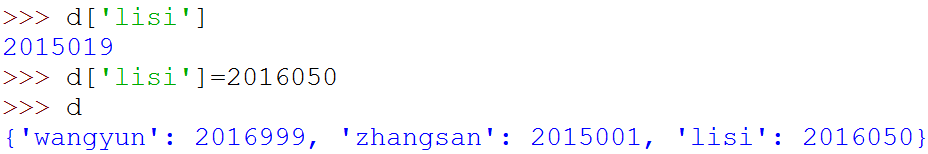 >>> d['lisi']
2015019
>>> d['lisi']=2016050
>>> d
{'wangyun': 2016999, 'zhangsan': 2015001, 'lisi': 2016050}